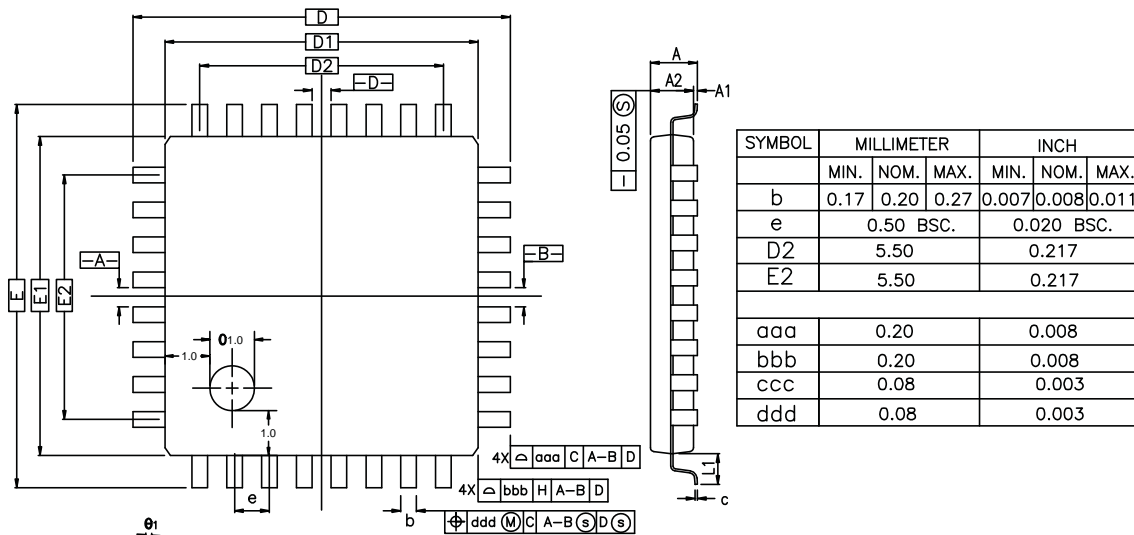 D
D1
D2
-D-
A
A2 A1
0.05 S
E
E1
E2
-A-
-B-
01.0
1.0
1.0
e
b
4X ⌓ aaa C A-B D
4X ⌓ bbb H A-B D
⌖ ddd M C A-B S D S
L1
c
θ1
SYMBOL MILLIMETER INCH
MIN. NOM. MAX. MIN. NOM. MAX.
b 0.17 0.20 0.27 0.007 0.008 0.011
e 0.50 BSC. 0.020 BSC.
D2 5.50 0.217
E2 5.50 0.217
aaa 0.20 0.008
bbb 0.20 0.008
ccc 0.08 0.003
ddd 0.08 0.003